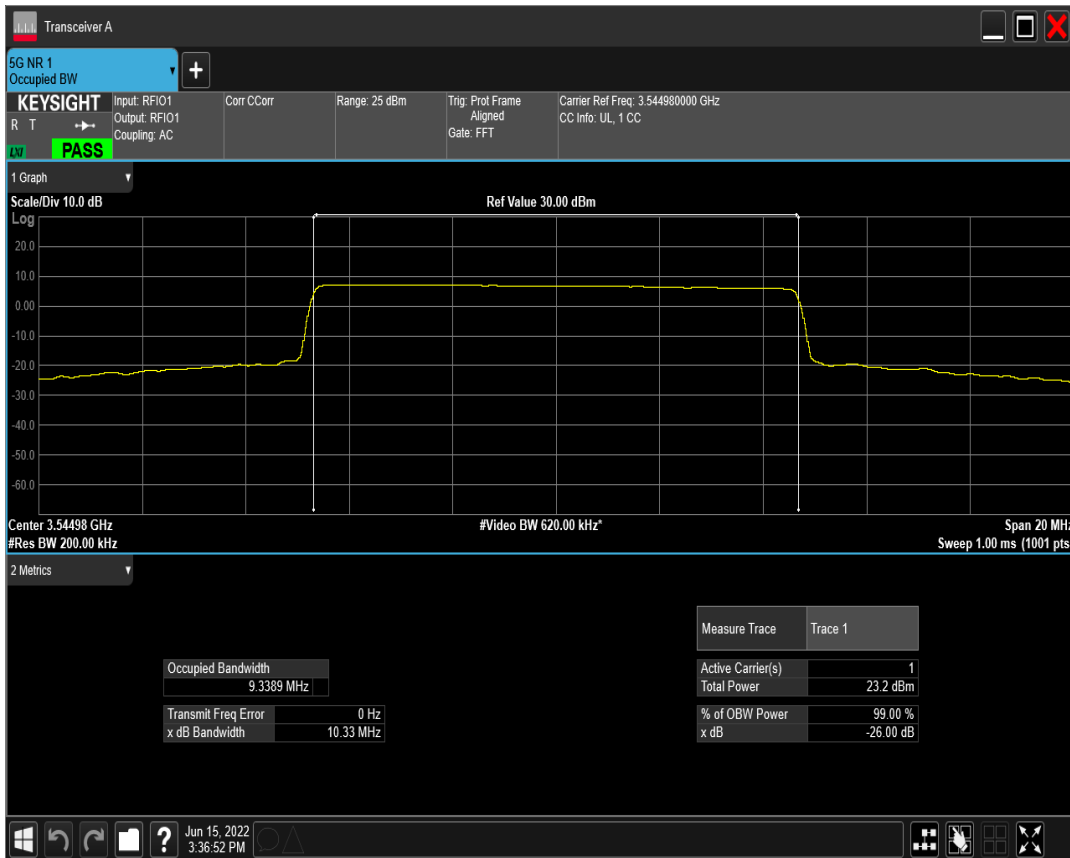 Transceiver A
5G NR 1
Occupied BW
KEYSIGHT
R T
LXI
PASS
Input: RFIO1
Output: RFIO1
Coupling: AC
Corr CCorr
Range: 25 dBm
Trig: Prot Frame
Aligned
Gate: FFT
Carrier Ref Freq: 3.544980000 GHz
CC Info: UL, 1 CC
1 Graph
Scale/Div 10.0 dB
Ref Value 30.00 dBm
Log
20.0
10.0
0.00
-10.0
-20.0
-30.0
-40.0
-50.0
-60.0
Center 3.54498 GHz
#Video BW 620.00 kHz*
Span 20 MHz
#Res BW 200.00 kHz
Sweep 1.00 ms (1001 pts
2 Metrics
Measure Trace Trace 1
Occupied Bandwidth
9.3389 MHz
Active Carrier(s) 1
Total Power 23.2 dBm
Transmit Freq Error 0 Hz
x dB Bandwidth 10.33 MHz
% of OBW Power 99.00 %
x dB -26.00 dB
Jun 15, 2022
3:36:52 PM